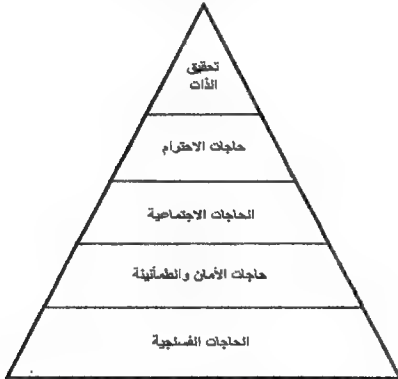 تحقيق
الذات
حاجات الاحترام
الحاجات الاجتماعية
حاجات الأمان والطمأنينة
الحاجات الفسلجية